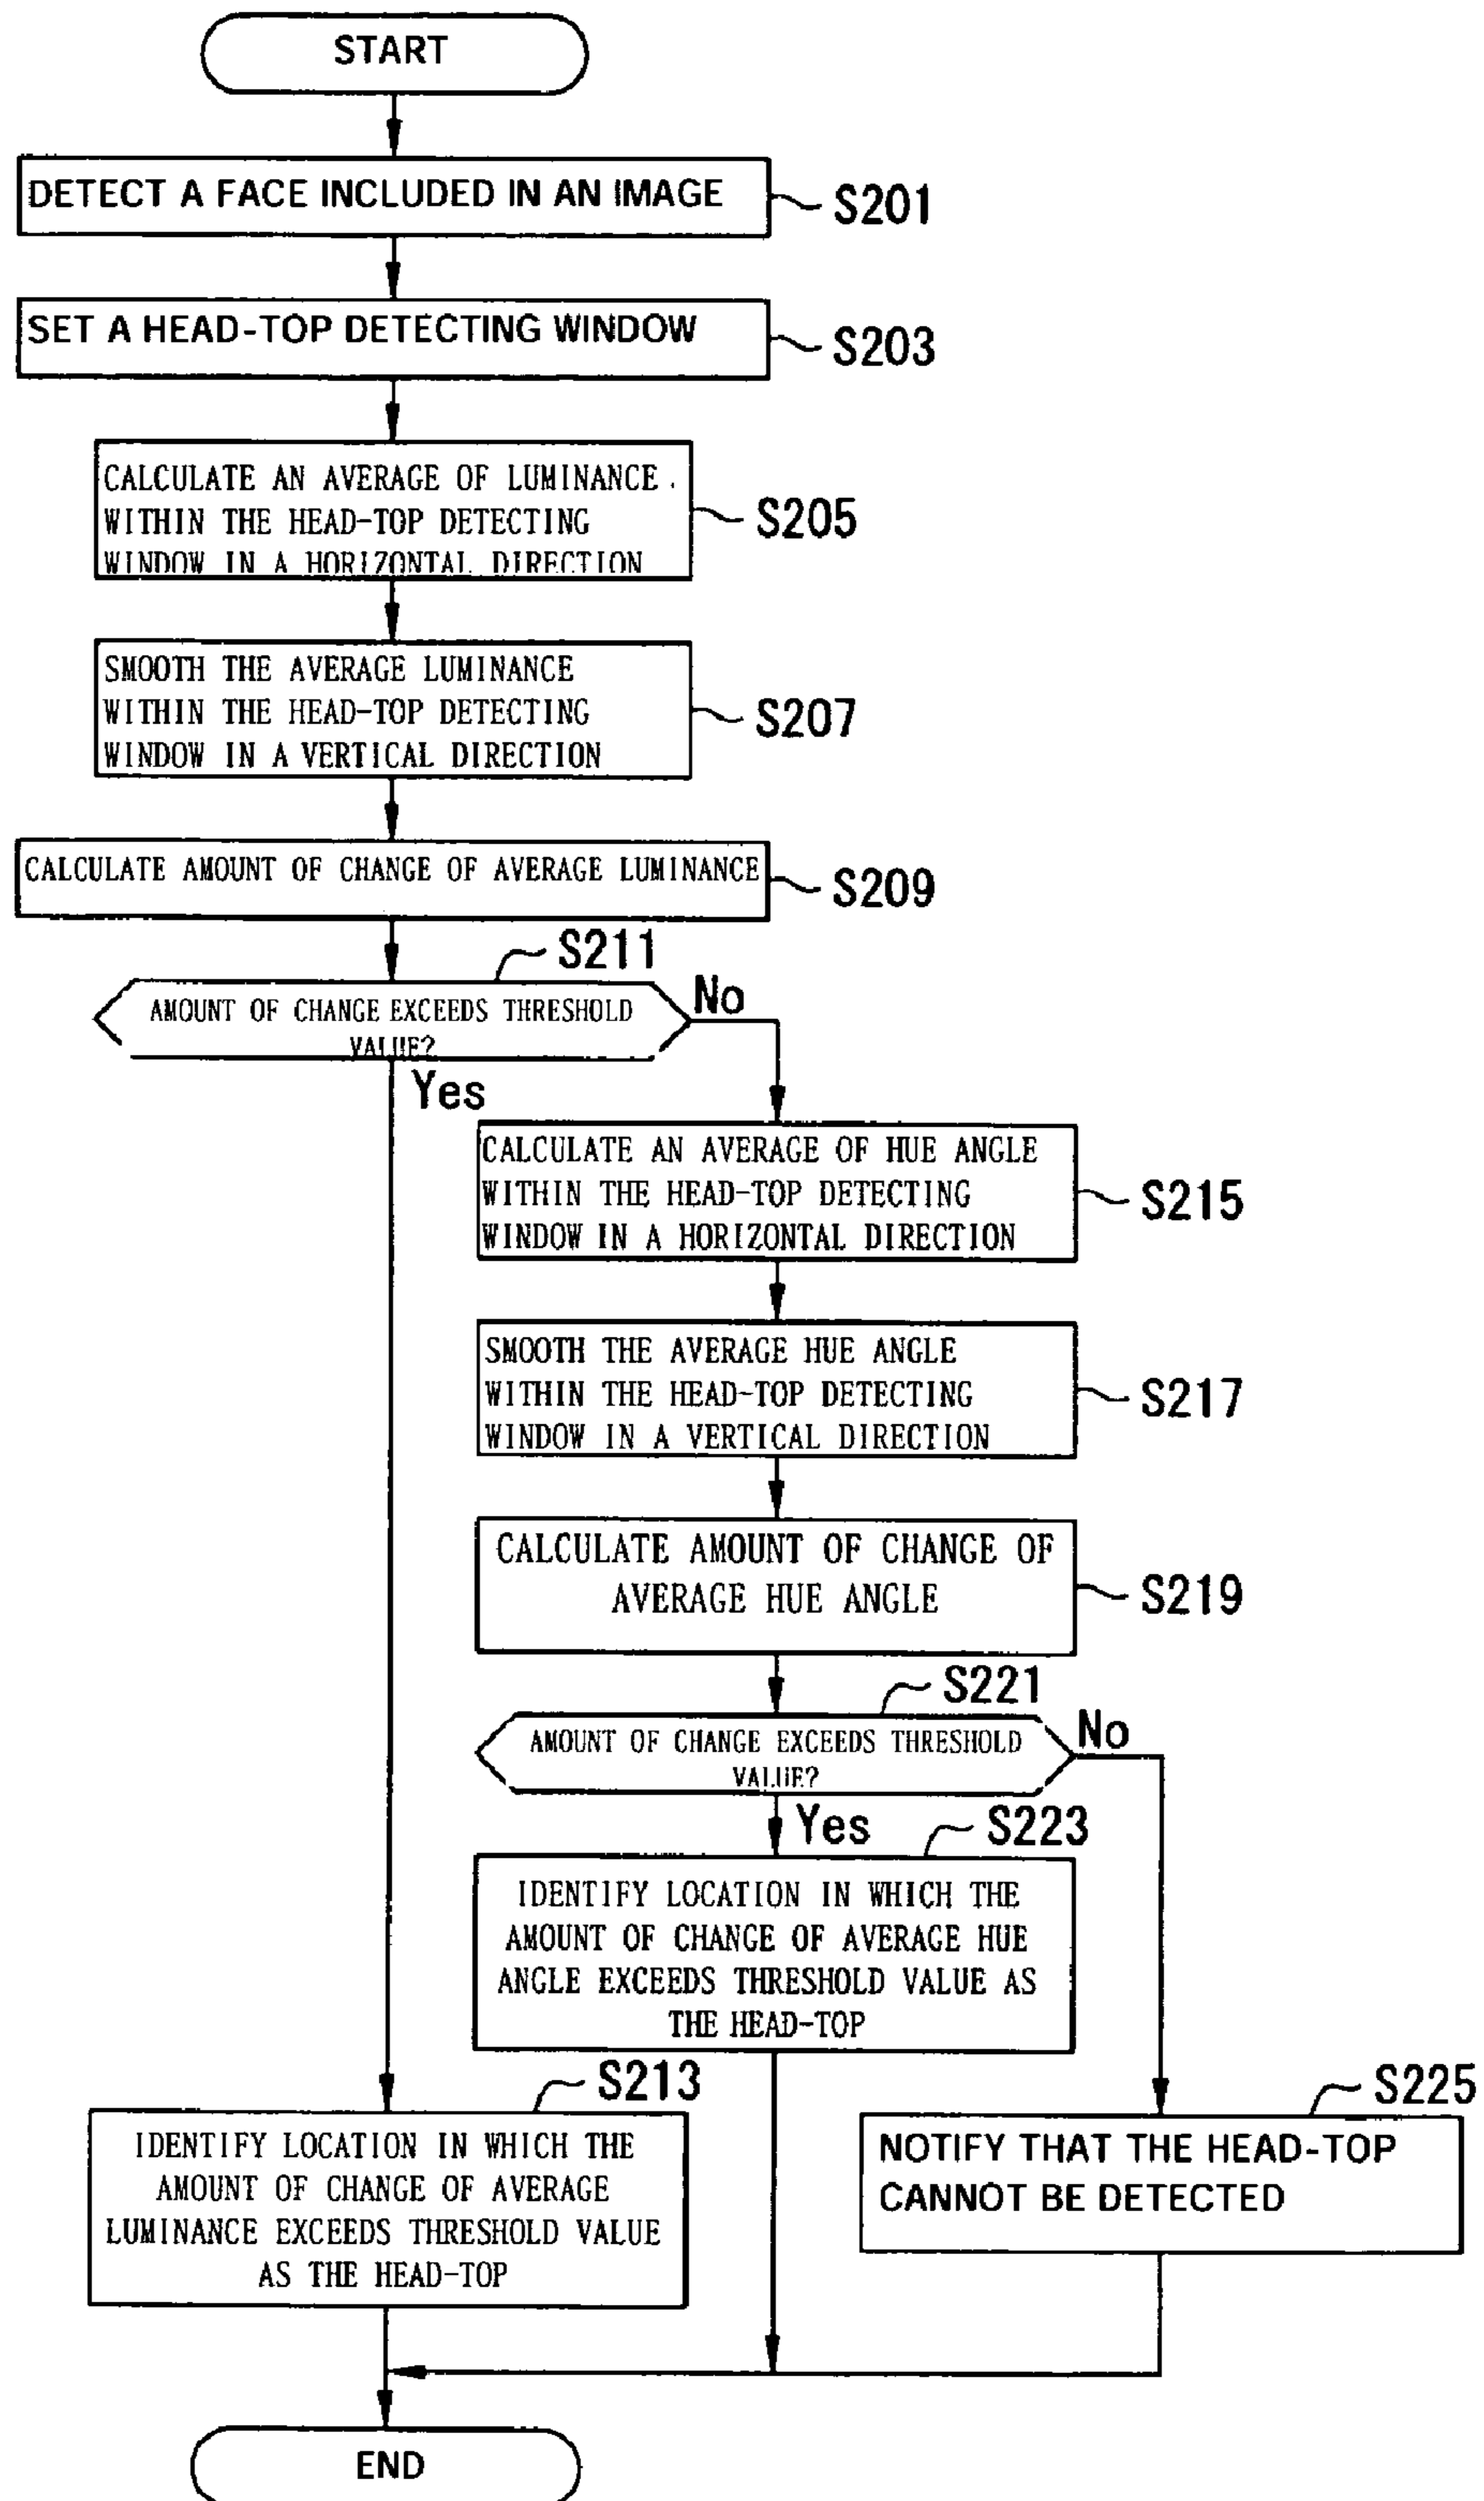 START
DETECT A FACE INCLUDED IN AN IMAGE
S201
SET A HEAD-TOP DETECTING WINDOW
S203
CALCULATE AN AVERAGE OF LUMINANCE
WITHIN THE HEAD-TOP DETECTING
WINDOW IN A HORIZONTAL DIRECTION
S205
SMOOTH THE AVERAGE LUMINANCE
WITHIN THE HEAD-TOP DETECTING
WINDOW IN A VERTICAL DIRECTION
S207
CALCULATE AMOUNT OF CHANGE OF AVERAGE LUMINANCE
S209
S211
AMOUNT OF CHANGE EXCEEDS THRESHOLD
VALUE?
No
Yes
CALCULATE AN AVERAGE OF HUE ANGLE
WITHIN THE HEAD-TOP DETECTING
WINDOW IN A HORIZONTAL DIRECTION
S215
SMOOTH THE AVERAGE HUE ANGLE
WITHIN THE HEAD-TOP DETECTING
WINDOW IN A VERTICAL DIRECTION
S217
CALCULATE AMOUNT OF CHANGE OF
AVERAGE HUE ANGLE
S219
S221
AMOUNT OF CHANGE EXCEEDS THRESHOLD
VALUE?
No
Yes
S223
IDENTIFY LOCATION IN WHICH THE
AMOUNT OF CHANGE OF AVERAGE HUE
ANGLE EXCEEDS THRESHOLD VALUE AS
THE HEAD-TOP
S213
IDENTIFY LOCATION IN WHICH THE
AMOUNT OF CHANGE OF AVERAGE
LUMINANCE EXCEEDS THRESHOLD VALUE
AS THE HEAD-TOP
S225
NOTIFY THAT THE HEAD-TOP
CANNOT BE DETECTED
END